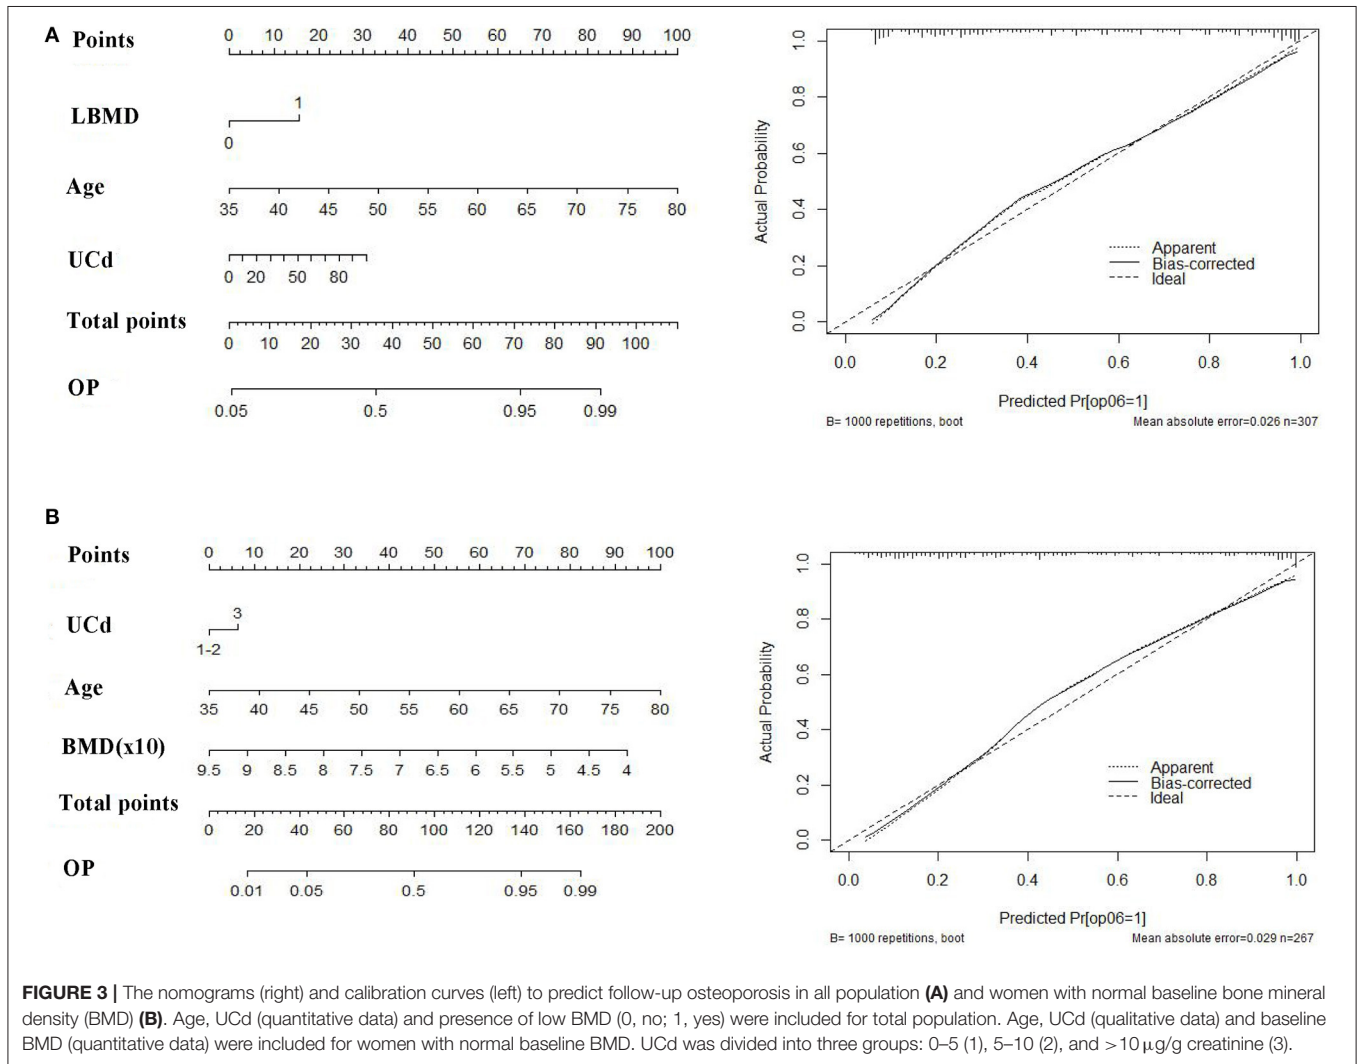 A
Points
0 10 20 30 40 50 60 70 80 90 100
LBMD
1
0
Age
35 40 45 50 55 60 65 70 75 80
UCd
0 20 50 80
Total points
0 10 20 30 40 50 60 70 80 90 100
OP
0.05 0.5 0.95 0.99
Actual Probability
0.0 0.2 0.4 0.6 0.8 1.0
Apparent
Bias-corrected
Ideal
0.0 0.2 0.4 0.6 0.8 1.0
Predicted Pr[op06=1]
B= 1000 repetitions, boot Mean absolute error=0.026 n=307
B
Points
0 10 20 30 40 50 60 70 80 90 100
UCd
3
1-2
Age
35 40 45 50 55 60 65 70 75 80
BMD(x10)
9.5 9 8.5 8 7.5 7 6.5 6 5.5 5 4.5 4
Total points
0 20 40 60 80 100 120 140 160 180 200
OP
0.01 0.05 0.5 0.95 0.99
Actual Probability
0.0 0.2 0.4 0.6 0.8 1.0
Apparent
Bias-corrected
Ideal
0.0 0.2 0.4 0.6 0.8 1.0
Predicted Pr[op06=1]
B= 1000 repetitions, boot Mean absolute error=0.029 n=267
FIGURE 3 | The nomograms (right) and calibration curves (left) to predict follow-up osteoporosis in all population (A) and women with normal baseline bone mineral
density (BMD) (B). Age, UCd (quantitative data) and presence of low BMD (0, no; 1, yes) were included for total population. Age, UCd (qualitative data) and baseline
BMD (quantitative data) were included for women with normal baseline BMD. UCd was divided into three groups: 0–5 (1), 5–10 (2), and >10 μg/g creatinine (3).